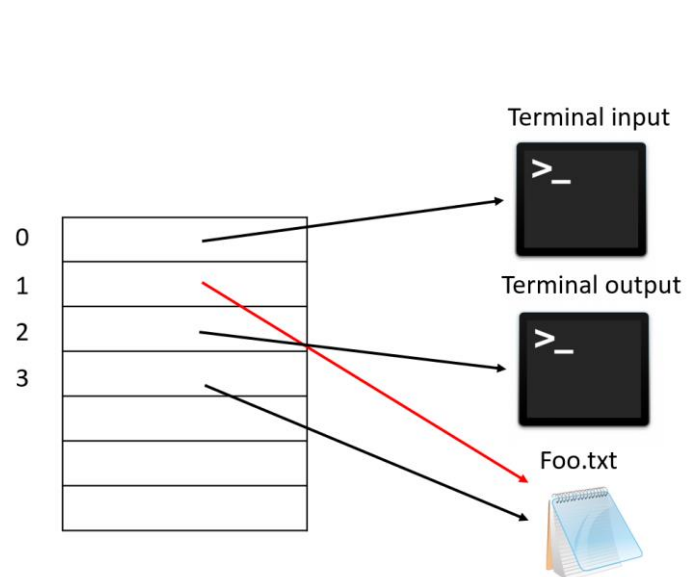 Terminal input
>_
0
1
Terminal output
2
>_
3
Foo.txt